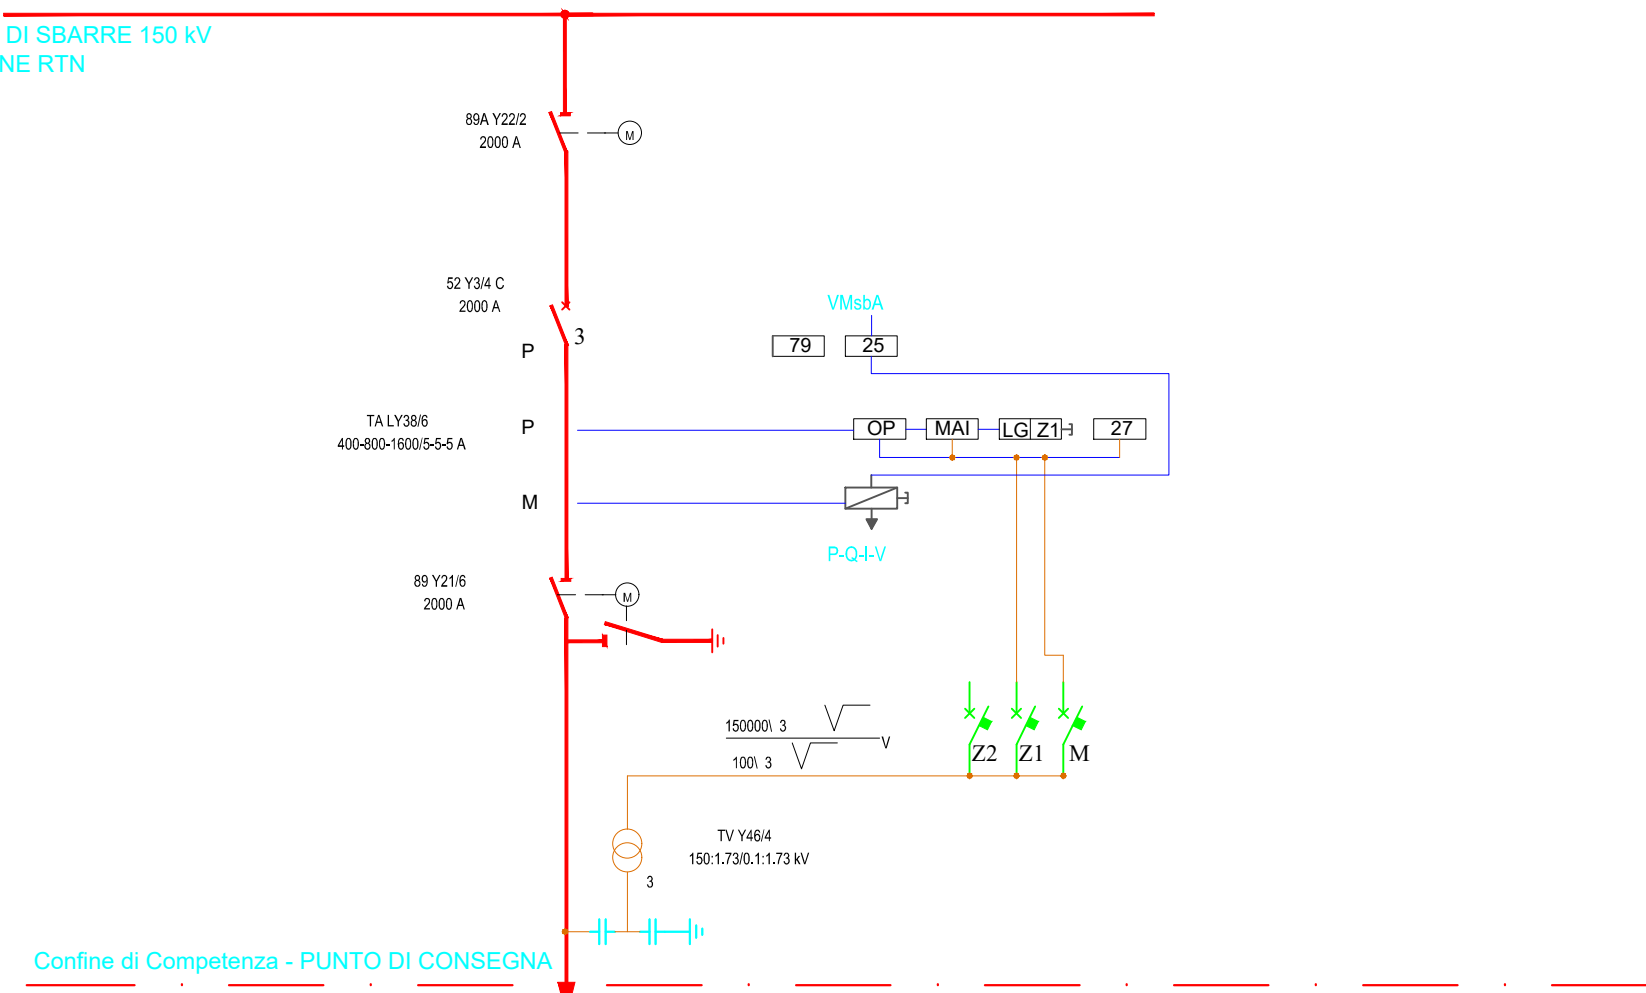 DI SBARRE 150 kV
NE RTN
89A Y22/2
2000 A
M
52 Y3/4 C
2000 A
3
P
VMsbA
79
25
TA LY38/6
400-800-1600/5-5-5 A
P
OP
MAI
LG
Z1
27
M
P-Q-I-V
89 Y21/6
2000 A
M
150000\ 3
V
100\ 3
Z2
Z1
M
TV Y46/4
150:1.73/0.1:1.73 kV
3
Confine di Competenza - PUNTO DI CONSEGNA